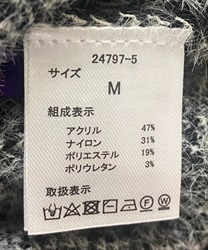 24797-5
サイズ
M
組成表示
アクリル 47%
ナイロン 31%
ポリエステル 19%
ポリウレタン 3%
取扱表示